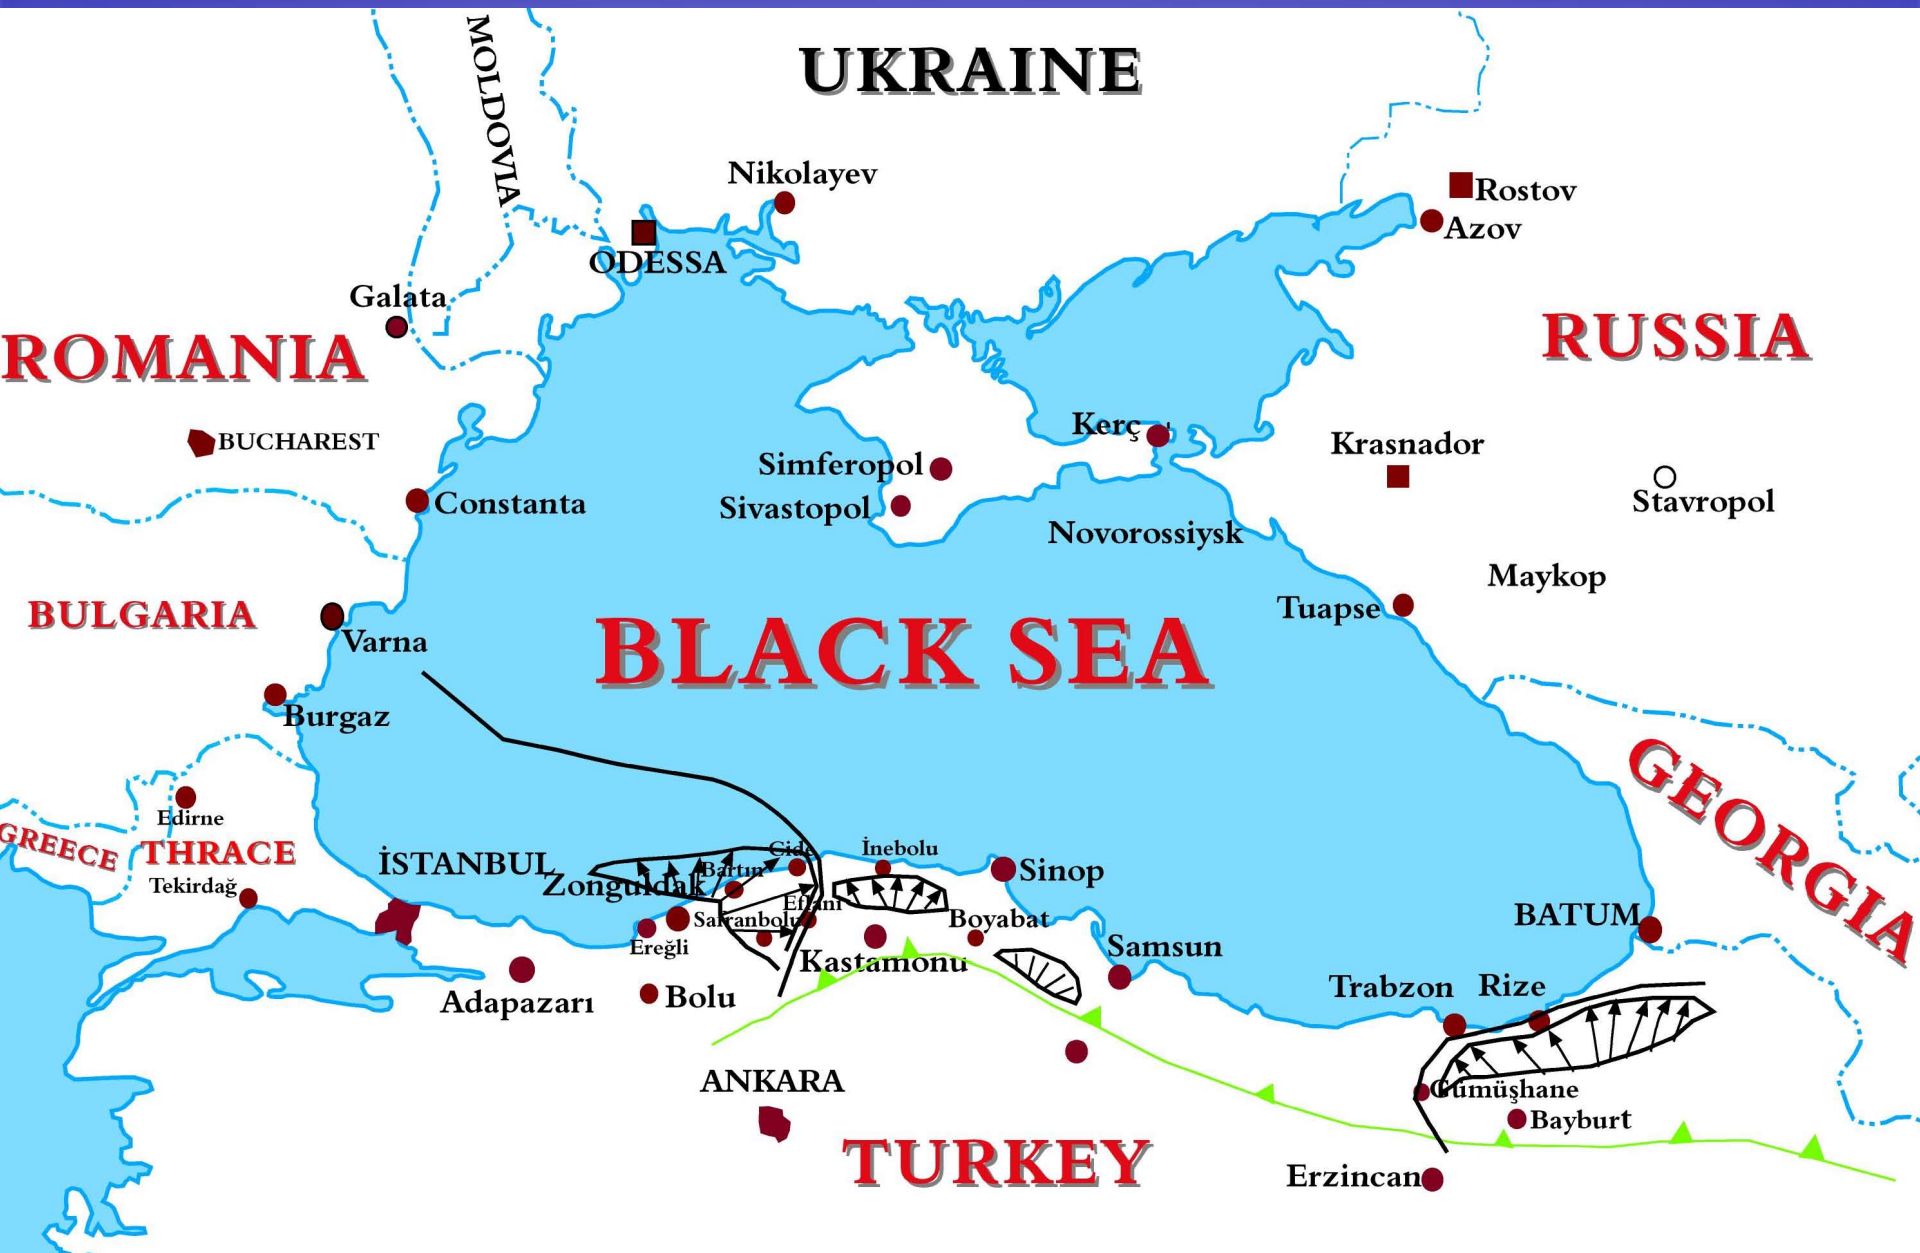 MOLDOVIA
UKRAINE
Nikolayev
Rostov
Azov
ODESSA
Galata
ROMANIA
RUSSIA
BUCHAREST
Kerç
Krasnador
Simferopol
Stavropol
Constanta
Sivastopol
Novorossiysk
Maykop
BULGARIA
Tuapse
Varna
BLACK SEA
Burgaz
GEORGIA
Edirne
GREECE
THRACE
İSTANBUL
Cide
İnebolu
Tekirdağ
Zonguldak
Bartın
Sinop
Eflani
Safranbolu
Boyabat
BATUM
Ereğli
Samsun
Kastamonu
Adapazarı
Bolu
Trabzon
Rize
ANKARA
Gümüşhane
Bayburt
TURKEY
Erzincan